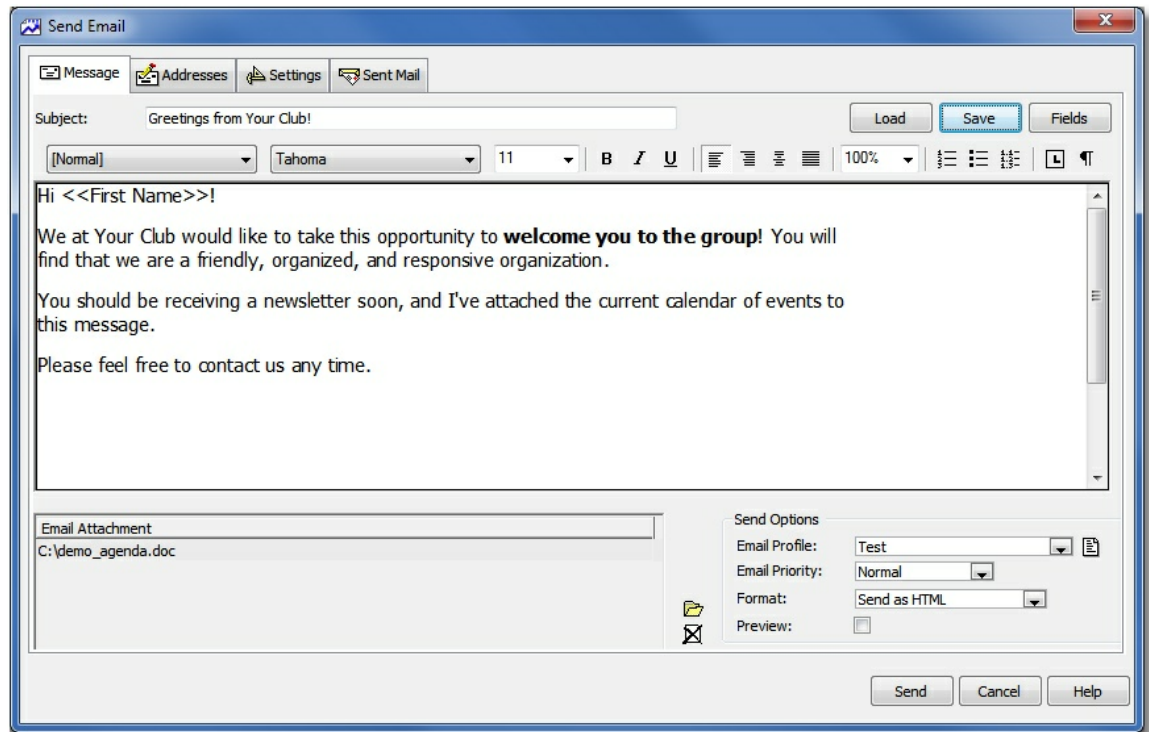 Send Email
Message Addresses Settings Sent Mail
Subject: Greetings from Your Club! Load Save Fields
[Normal] Tahoma 11 B I U 100%
Hi <<First Name>>!
We at Your Club would like to take this opportunity to welcome you to the group! You will
find that we are a friendly, organized, and responsive organization.
You should be receiving a newsletter soon, and I've attached the current calendar of events to
this message.
Please feel free to contact us any time.
Email Attachment
C:\demo_agenda.doc
Send Options
Email Profile: Test
Email Priority: Normal
Format: Send as HTML
Preview:
Send Cancel Help